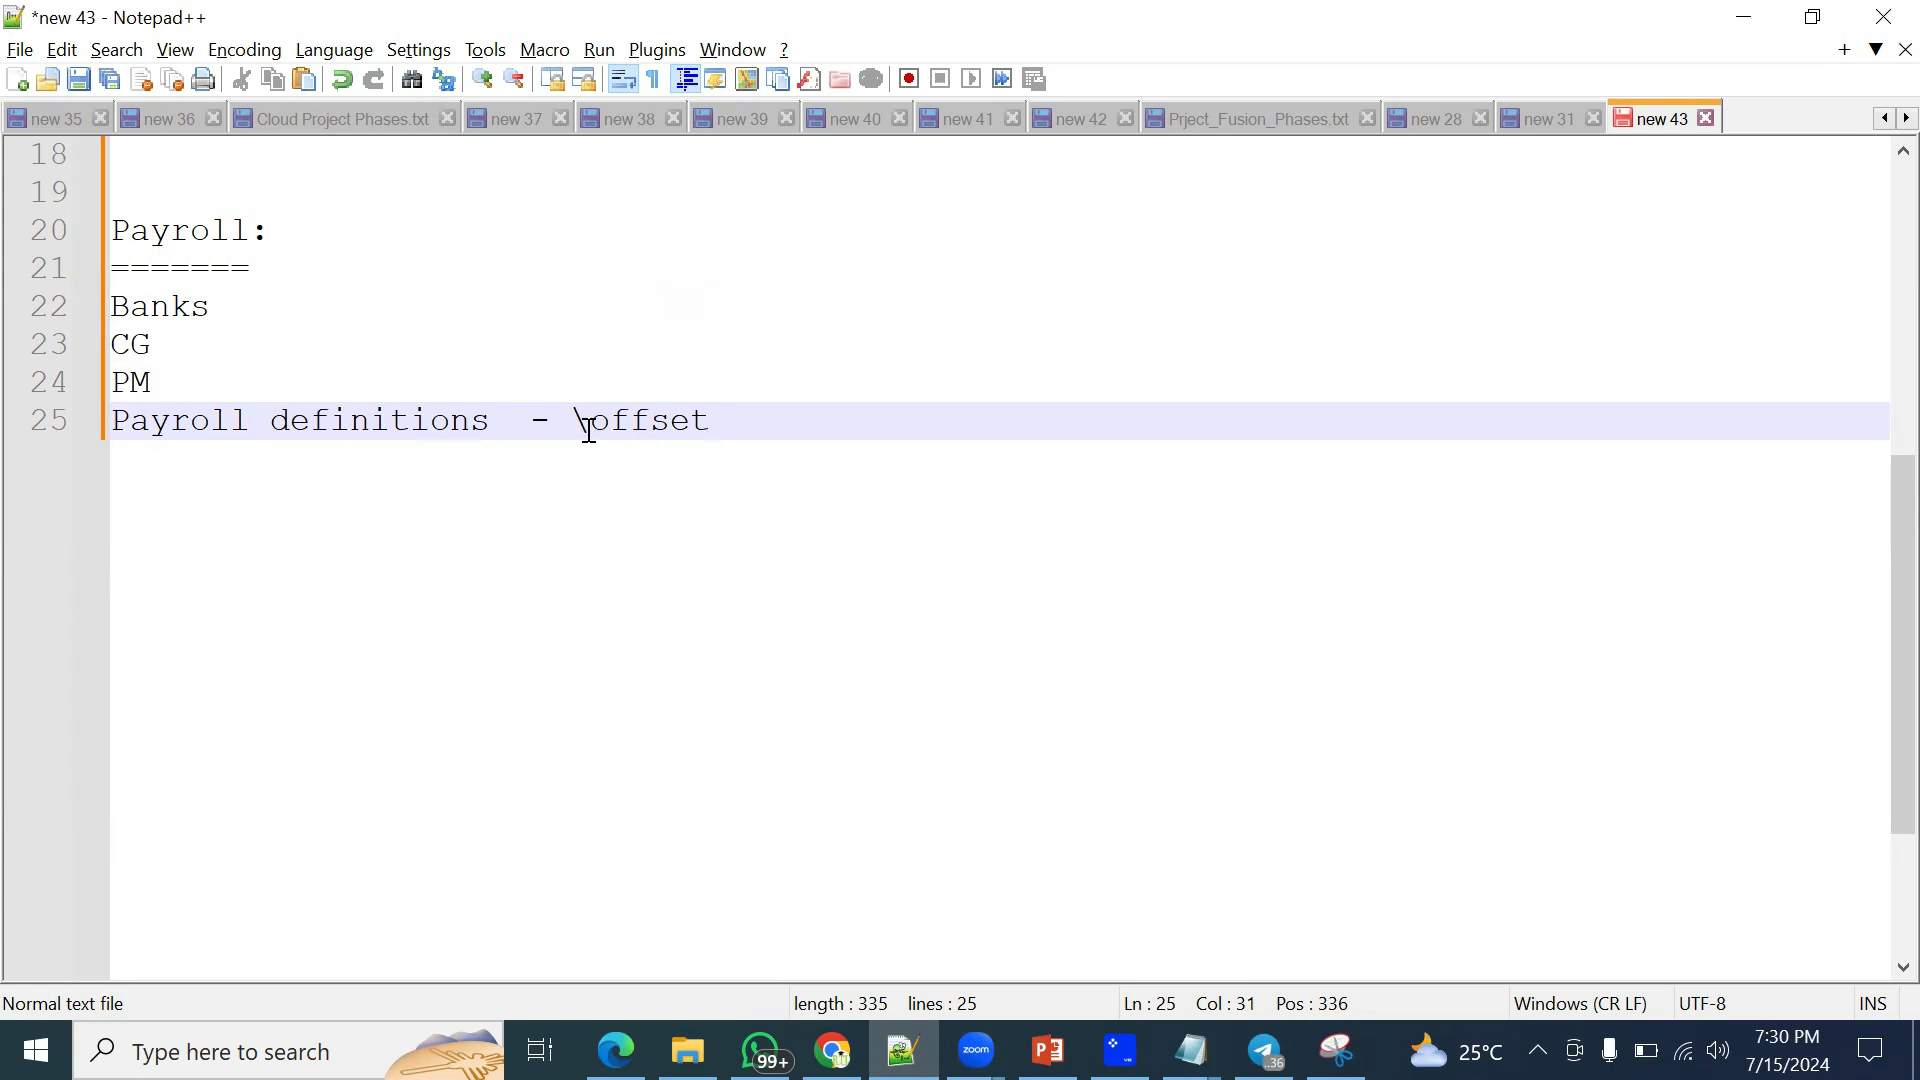 *new 43 - Notepad++
File Edit Search View Encoding Language Settings Tools Macro Run Plugins Window ?
new 35 new 36 Cloud Project Phases.txt new 37 new 38 new 39 new 40 new 41 new 42 Prject_Fusion_Phases.txt new 28 new 31 new 43
18
19
20 Payroll:
21 =======
22 Banks
23 CG
24 PM
25 Payroll definitions  - \offset
Normal text file length : 335 lines : 25 Ln : 25 Col : 31 Pos : 336 Windows (CR LF) UTF-8 INS
Type here to search 99+ zoom ..36 25°C 7:30 PM
7/15/2024